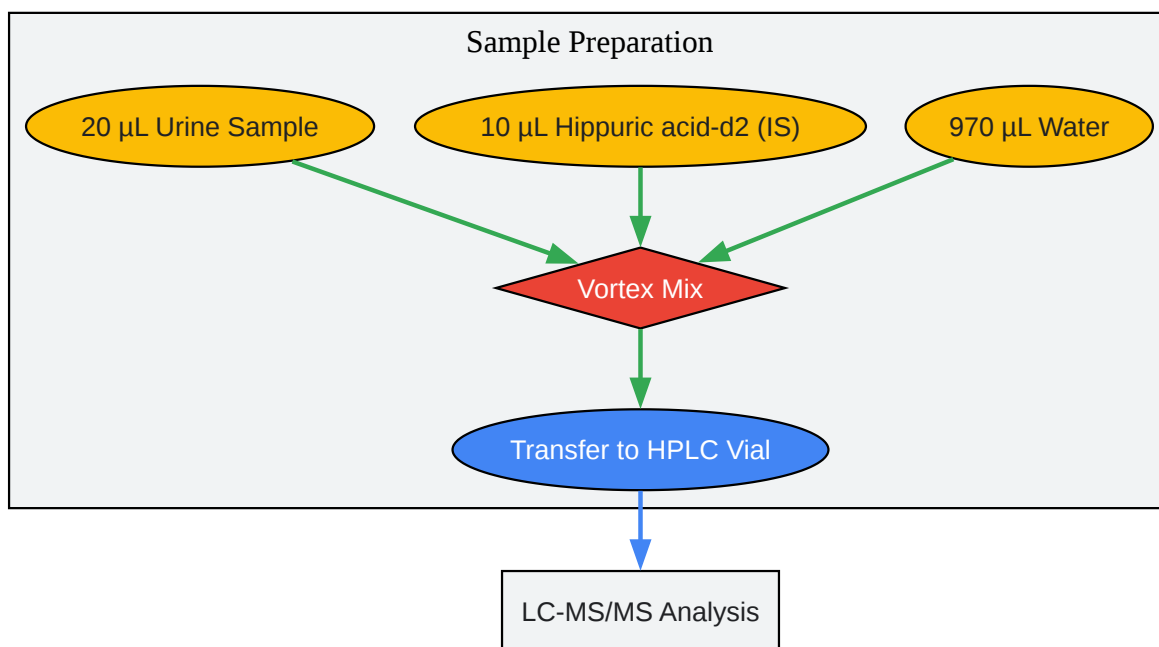 Sample Preparation
20 µL Urine Sample
10 µL Hippuric acid-d2 (IS)
970 µL Water
Vortex Mix
Transfer to HPLC Vial
LC-MS/MS Analysis